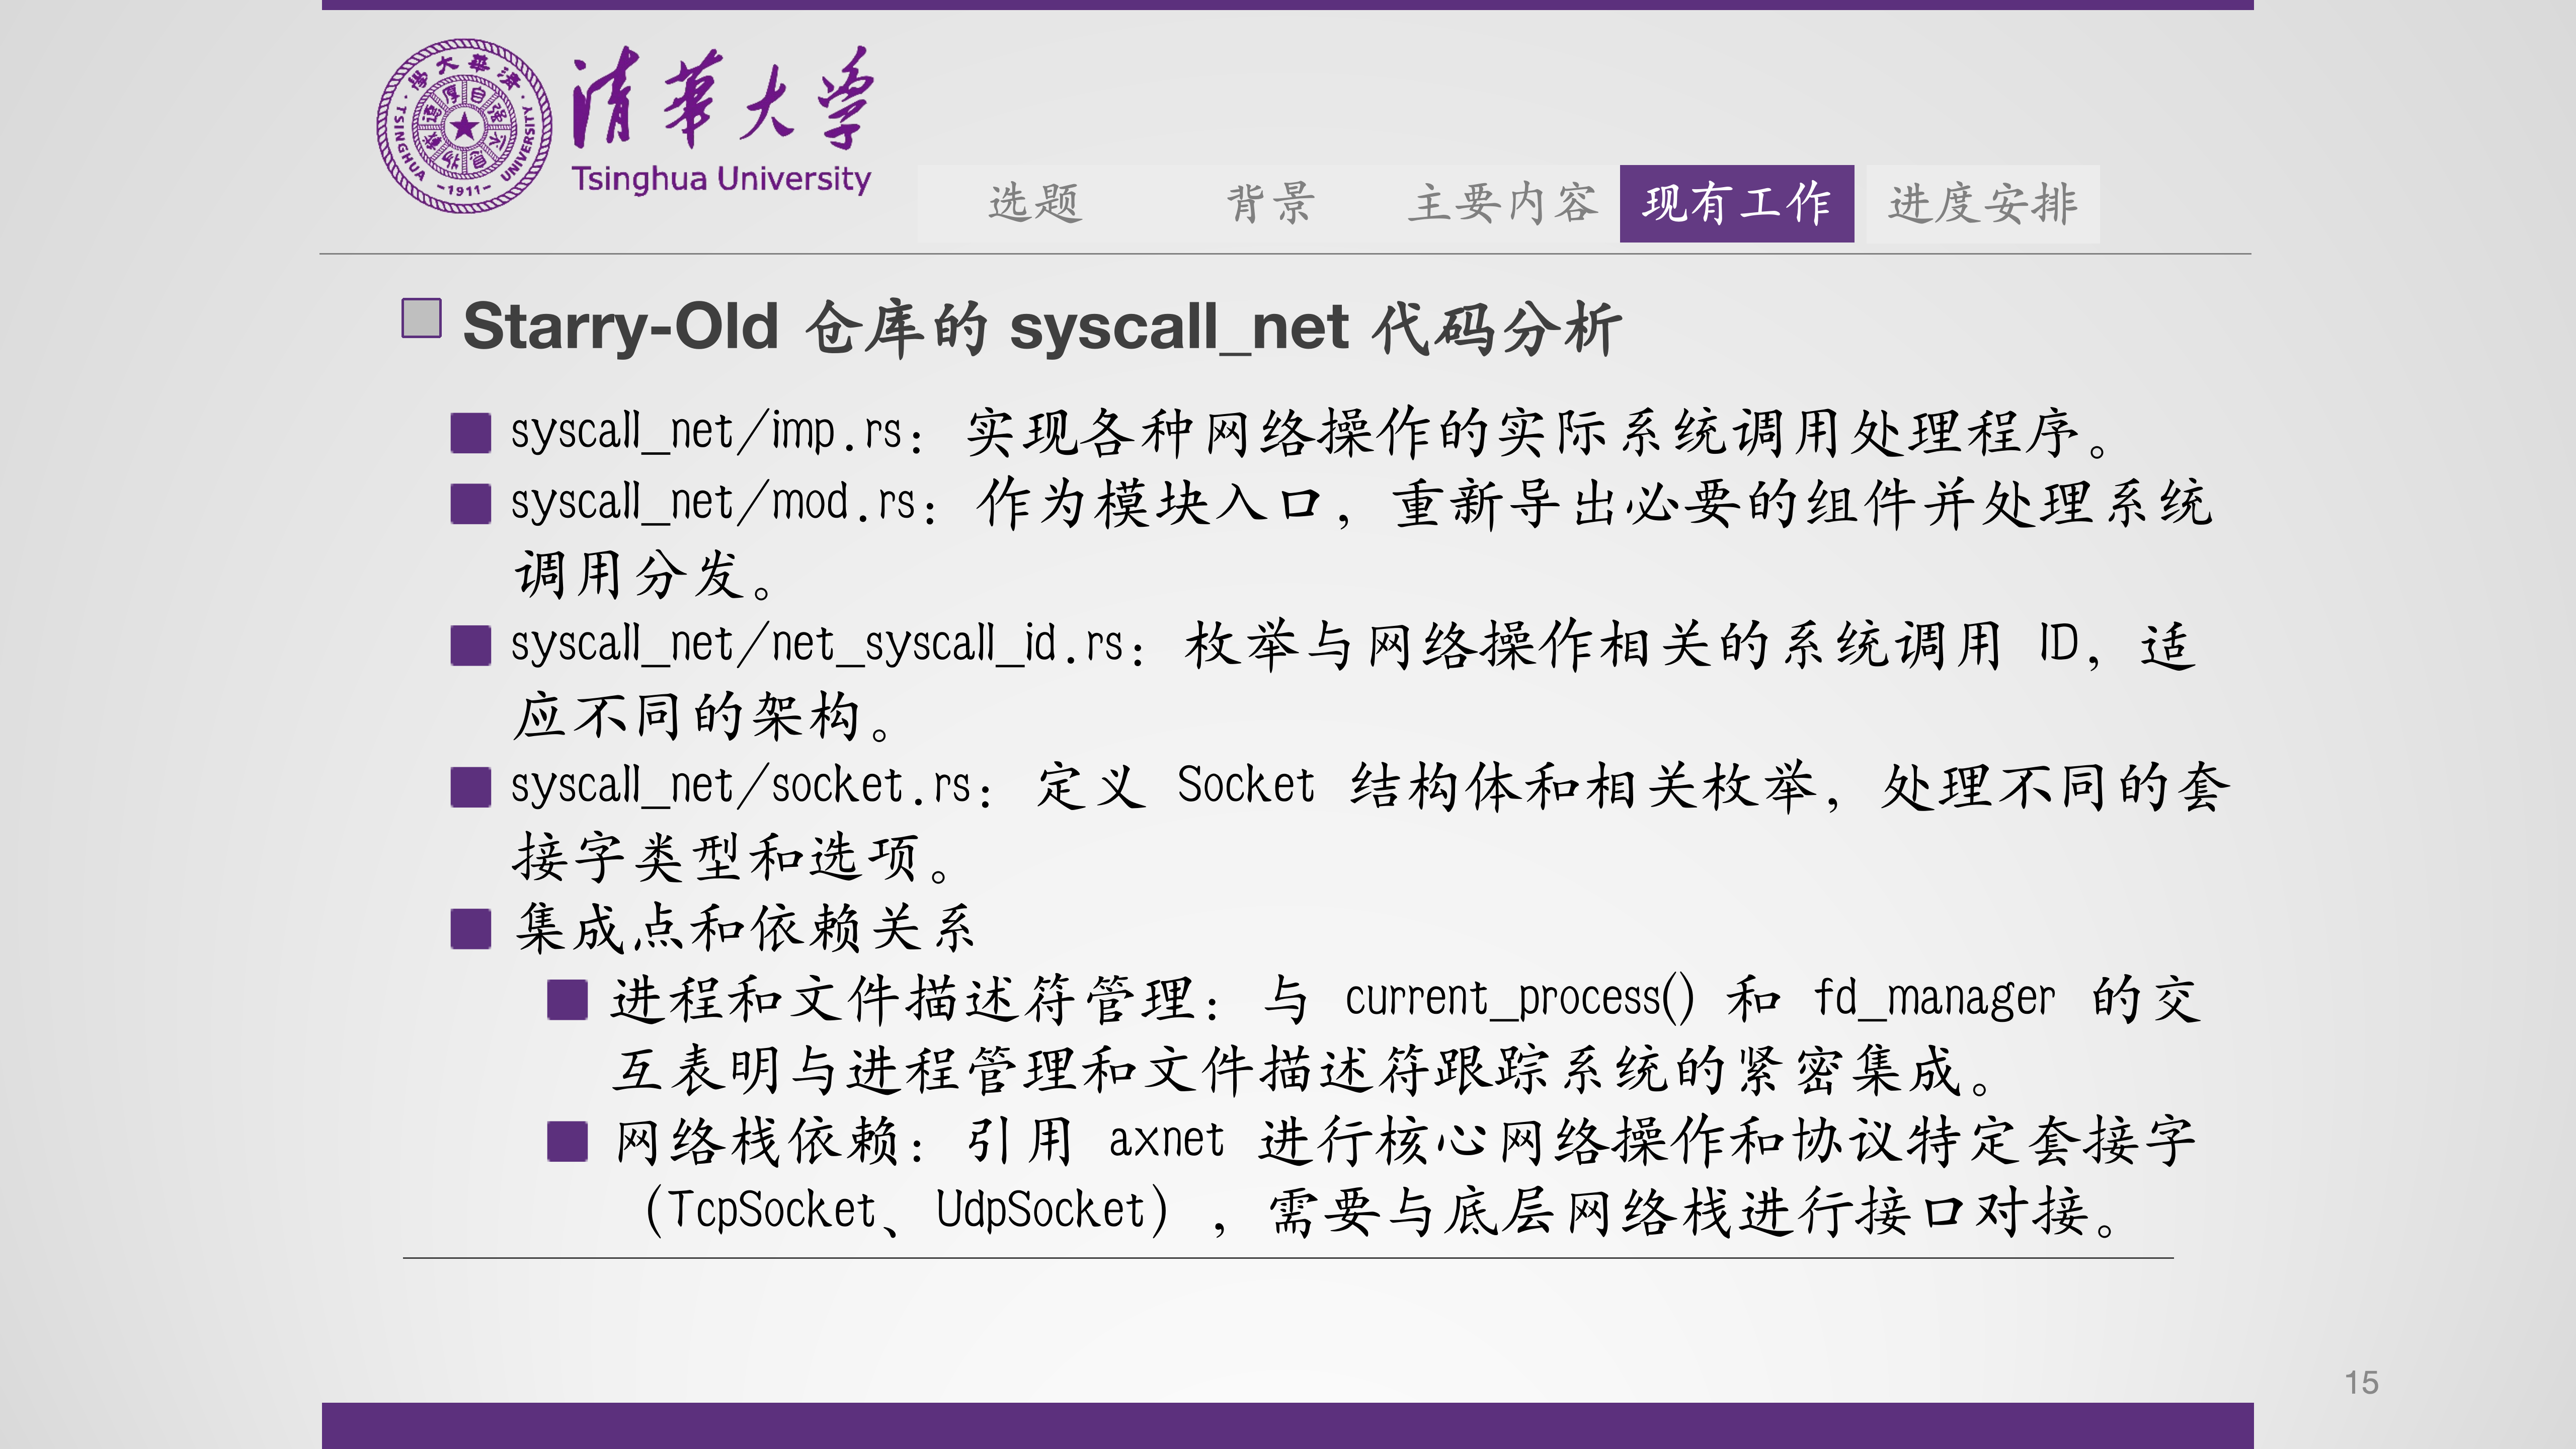 清華大学
Tsinghua University
TSINGHUA UNIVERSITY
-1911-
选题 背景 主要内容 现有工作 进度安排
Starry-Old 仓库的 syscall_net 代码分析
syscall_net/imp.rs：实现各种网络操作的实际系统调用处理程序。
syscall_net/mod.rs：作为模块入口，重新导出必要的组件并处理系统
调用分发。
syscall_net/net_syscall_id.rs：枚举与网络操作相关的系统调用 ID，适
应不同的架构。
syscall_net/socket.rs：定义 Socket 结构体和相关枚举，处理不同的套
接字类型和选项。
集成点和依赖关系
进程和文件描述符管理：与 current_process() 和 fd_manager 的交
互表明与进程管理和文件描述符跟踪系统的紧密集成。
网络栈依赖：引用 axnet 进行核心网络操作和协议特定套接字
（TcpSocket、UdpSocket），需要与底层网络栈进行接口对接。
15